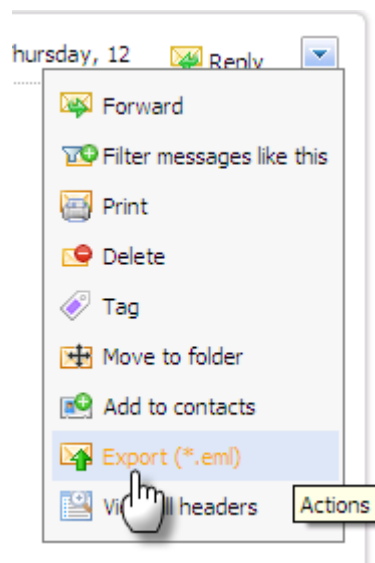 hursday, 12 Reply
Forward
Filter messages like this
Print
Delete
Tag
Move to folder
Add to contacts
Export (*.eml)
headers
Actions